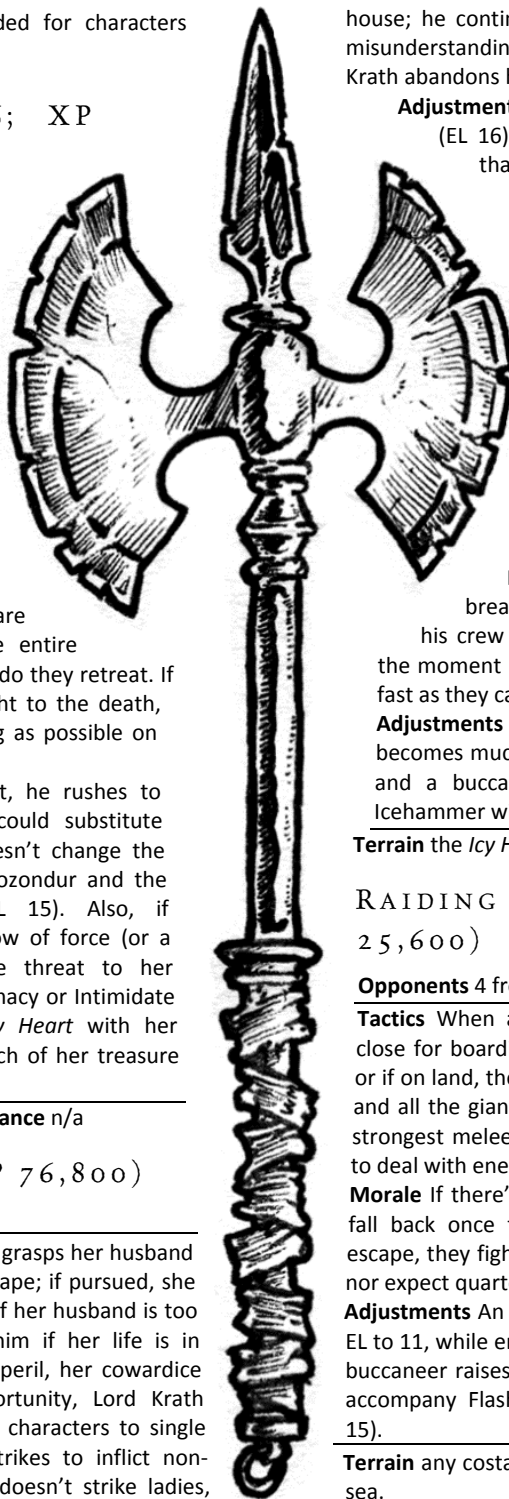 ded for characters
; XP
are
e entire
do they retreat. If
ht to the death,
g as possible on
t, he rushes to
could substitute
esn't change the
ozondur and the
L 15). Also, if
ow of force (or a
e threat to her
macy or Intimidate
y Heart with her
ch of her treasure
ance n/a
P 76,800)
grasps her husband
ape; if pursued, she
f her husband is too
him if her life is in
peril, her cowardice
ortunity, Lord Krath
characters to single
trikes to inflict non-
doesn't strike ladies,
house; he contin
misunderstandin
Krath abandons h
Adjustment
(EL 16)
tha
brea
his crew
the moment
fast as they ca
Adjustments
becomes muc
and a bucca
Icehammer w
Terrain the Icy H
RAIDING
25,600)
Opponents 4 fr
Tactics When a
close for board
or if on land, the
and all the gian
strongest melee
to deal with ene
Morale If there'
fall back once t
escape, they figh
nor expect quart
Adjustments An
EL to 11, while en
buccaneer raises
accompany Flasl
15).
Terrain any costa
sea.